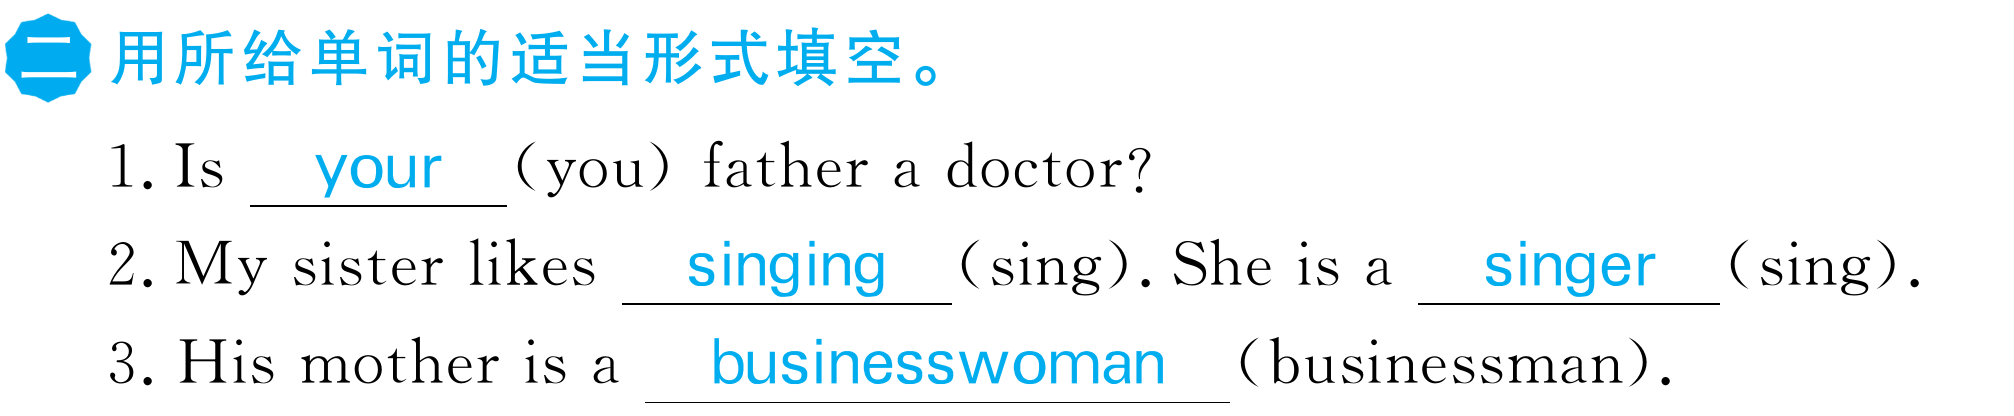 二 用所给单词的适当形式填空。
1. Is your (you) father a doctor?
2. My sister likes singing (sing). She is a singer (sing).
3. His mother is a businesswoman (businessman).